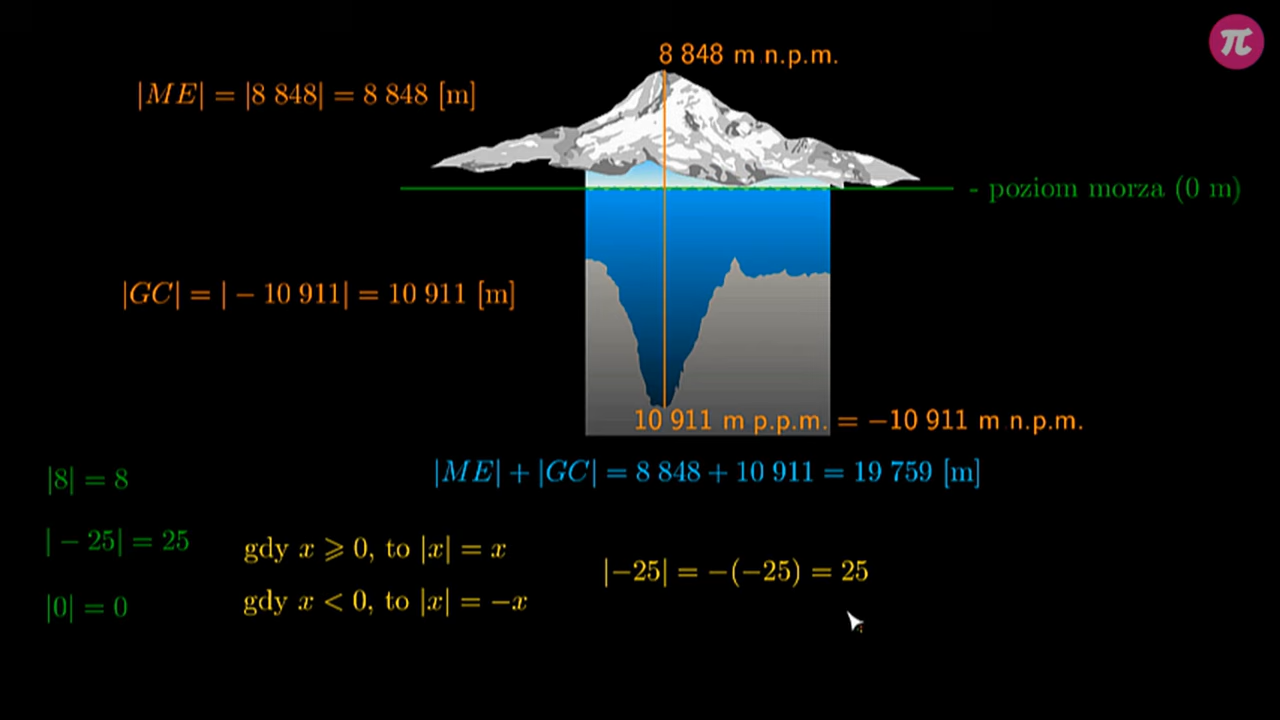 π
8 848 m n.p.m.
|ME| = |8 848| = 8 848 [m]
- poziom morza (0 m)
|GC| = | − 10 911| = 10 911 [m]
10 911 m p.p.m. = −10 911 m n.p.m.
|ME| + |GC| = 8 848 + 10 911 = 19 759 [m]
|8| = 8
| − 25| = 25
|0| = 0
gdy x ⩾ 0, to |x| = x
gdy x < 0, to |x| = −x
|−25| = −(−25) = 25